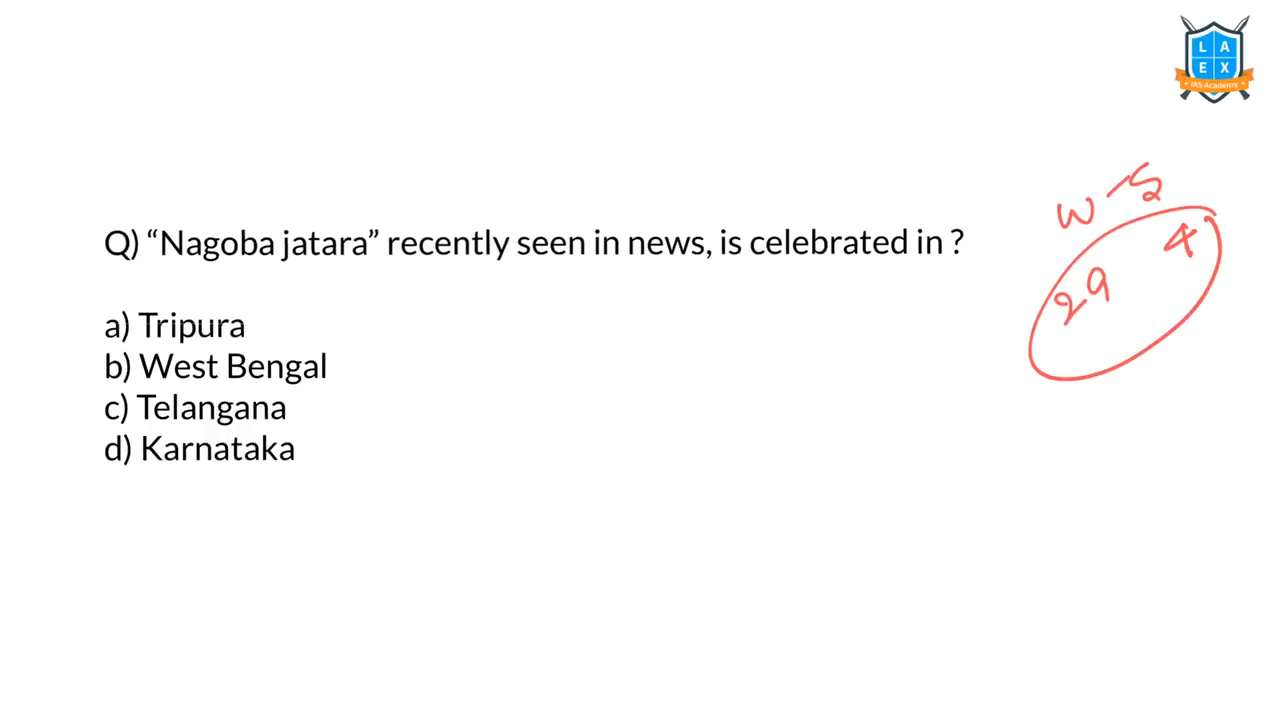 L A
E X
IAS Academy
Q) “Nagoba jatara” recently seen in news, is celebrated in ?
a) Tripura
b) West Bengal
c) Telangana
d) Karnataka
29 4